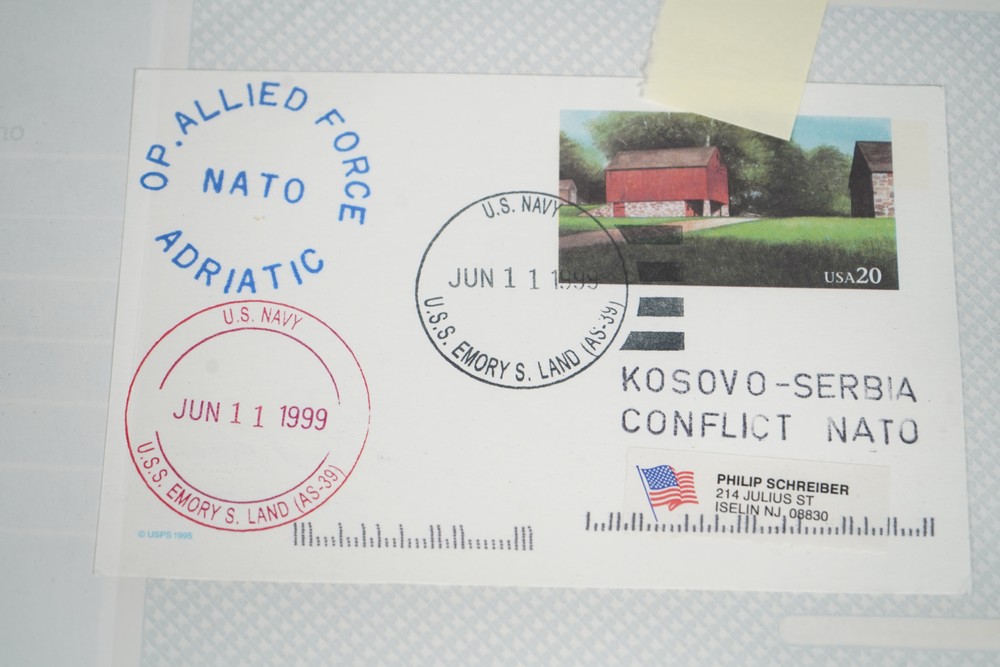 OP. ALLIED FORCE
NATO
ADRIATIC
U.S. NAVY
JUN 11 1999
U.S.S. EMORY S. LAND (AS-39)
USA20
U.S. NAVY
JUN 11 1999
U.S.S. EMORY S. LAND (AS-39)
KOSOVO-SERBIA
CONFLICT NATO
PHILIP SCHREIBER
214 JULIUS ST
ISELIN NJ, 08830
© USPS 1995